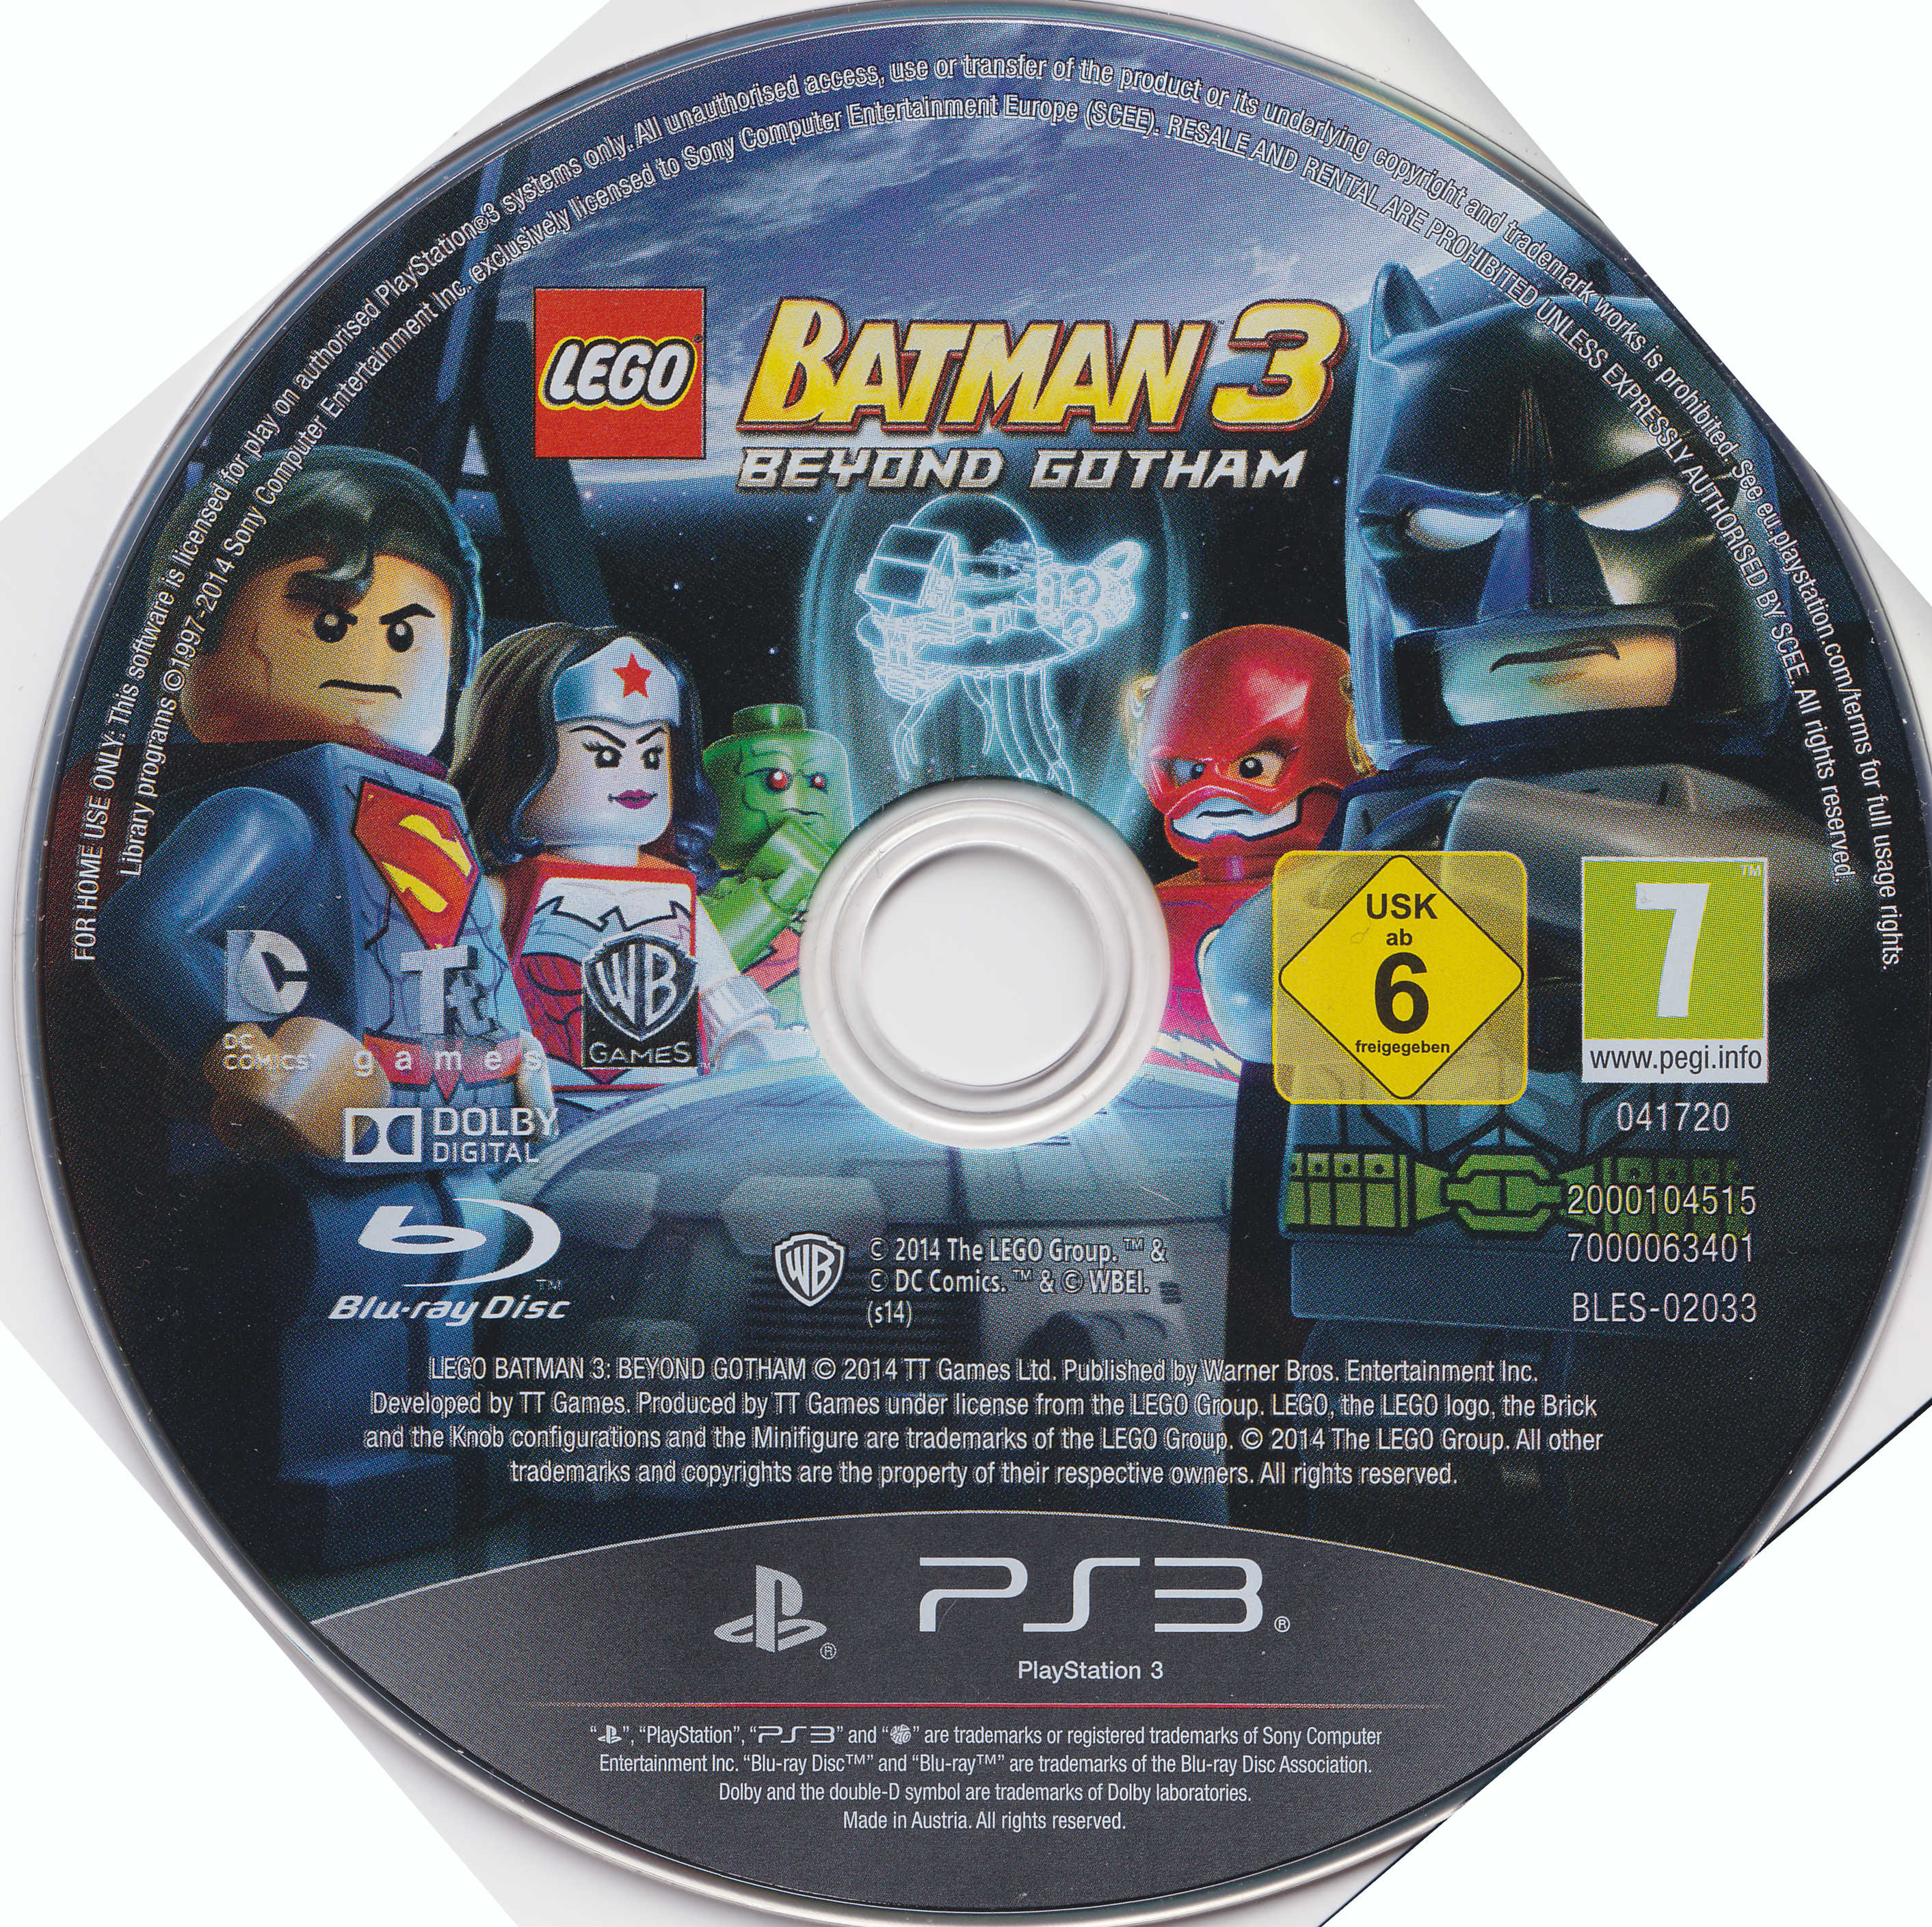 FOR HOME USE ONLY. This software is licensed for play on authorised PlayStation®3 systems only. All unauthorised access, use or transfer of the product or its underlying copyright and trademark works is prohibited. See eu.playstation.com/terms for full usage rights.
Library programs ©1997-2014 Sony Computer Entertainment Inc. exclusively licensed to Sony Computer Entertainment Europe (SCEE). RESALE AND RENTAL ARE PROHIBITED UNLESS EXPRESSLY AUTHORISED BY SCEE. All rights reserved.
LEGO®
BATMAN 3™
BEYOND GOTHAM
USK
ab
6
freigegeben
7™
www.pegi.info
DC
DC
COMICS™
Tt
games
WB
GAMES™
DOLBY
DIGITAL
041720
2000104515
7000063401
BLES-02033
Blu-ray Disc™
WB
© 2014 The LEGO Group. ™ &
© DC Comics. ™ & © WBEI.
(s14)
LEGO BATMAN 3: BEYOND GOTHAM © 2014 TT Games Ltd. Published by Warner Bros. Entertainment Inc.
Developed by TT Games. Produced by TT Games under license from the LEGO Group. LEGO, the LEGO logo, the Brick
and the Knob configurations and the Minifigure are trademarks of the LEGO Group. © 2014 The LEGO Group. All other
trademarks and copyrights are the property of their respective owners. All rights reserved.
® PS3®
PlayStation 3
“ ”, “PlayStation”, “PS3” and “ ” are trademarks or registered trademarks of Sony Computer
Entertainment Inc. “Blu-ray Disc™” and “Blu-ray™” are trademarks of the Blu-ray Disc Association.
Dolby and the double-D symbol are trademarks of Dolby laboratories.
Made in Austria. All rights reserved.